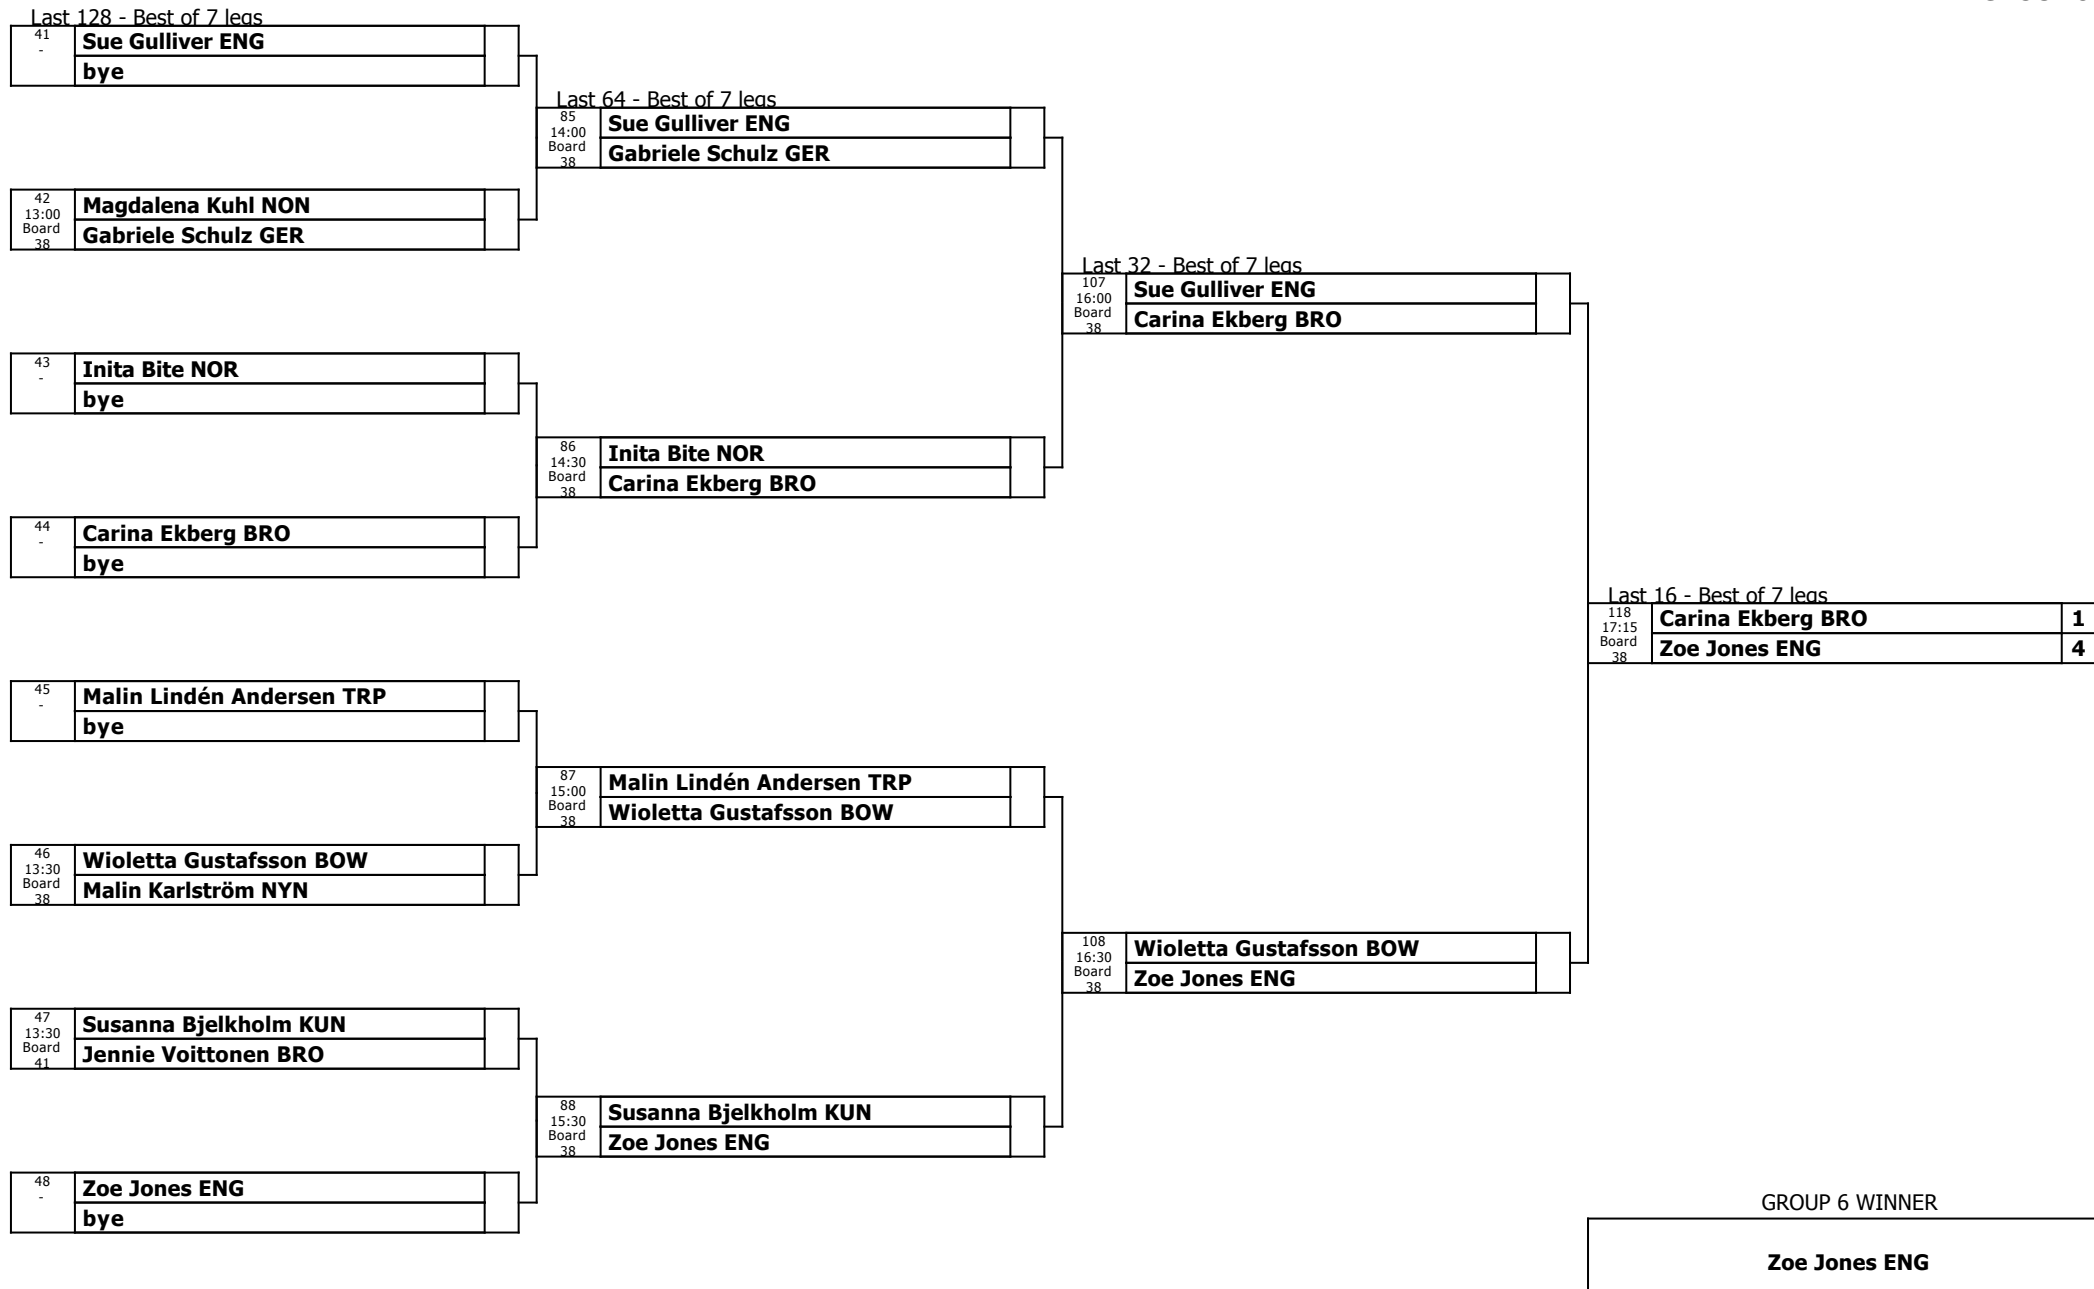 Last 128 - Best of 7 legs
41
-
Sue Gulliver ENG
bye
Last 64 - Best of 7 legs
85
14:00
Board
38
Sue Gulliver ENG
Gabriele Schulz GER
42
13:00
Board
38
Magdalena Kuhl NON
Gabriele Schulz GER
Last 32 - Best of 7 legs
107
16:00
Board
38
Sue Gulliver ENG
Carina Ekberg BRO
43
-
Inita Bite NOR
bye
86
14:30
Board
38
Inita Bite NOR
Carina Ekberg BRO
44
-
Carina Ekberg BRO
bye
Last 16 - Best of 7 legs
118
17:15
Board
38
Carina Ekberg BRO 1
Zoe Jones ENG 4
45
-
Malin Lindén Andersen TRP
bye
87
15:00
Board
38
Malin Lindén Andersen TRP
Wioletta Gustafsson BOW
46
13:30
Board
38
Wioletta Gustafsson BOW
Malin Karlström NYN
108
16:30
Board
38
Wioletta Gustafsson BOW
Zoe Jones ENG
47
13:30
Board
41
Susanna Bjelkholm KUN
Jennie Voittonen BRO
88
15:30
Board
38
Susanna Bjelkholm KUN
Zoe Jones ENG
48
-
Zoe Jones ENG
bye
GROUP 6 WINNER
Zoe Jones ENG